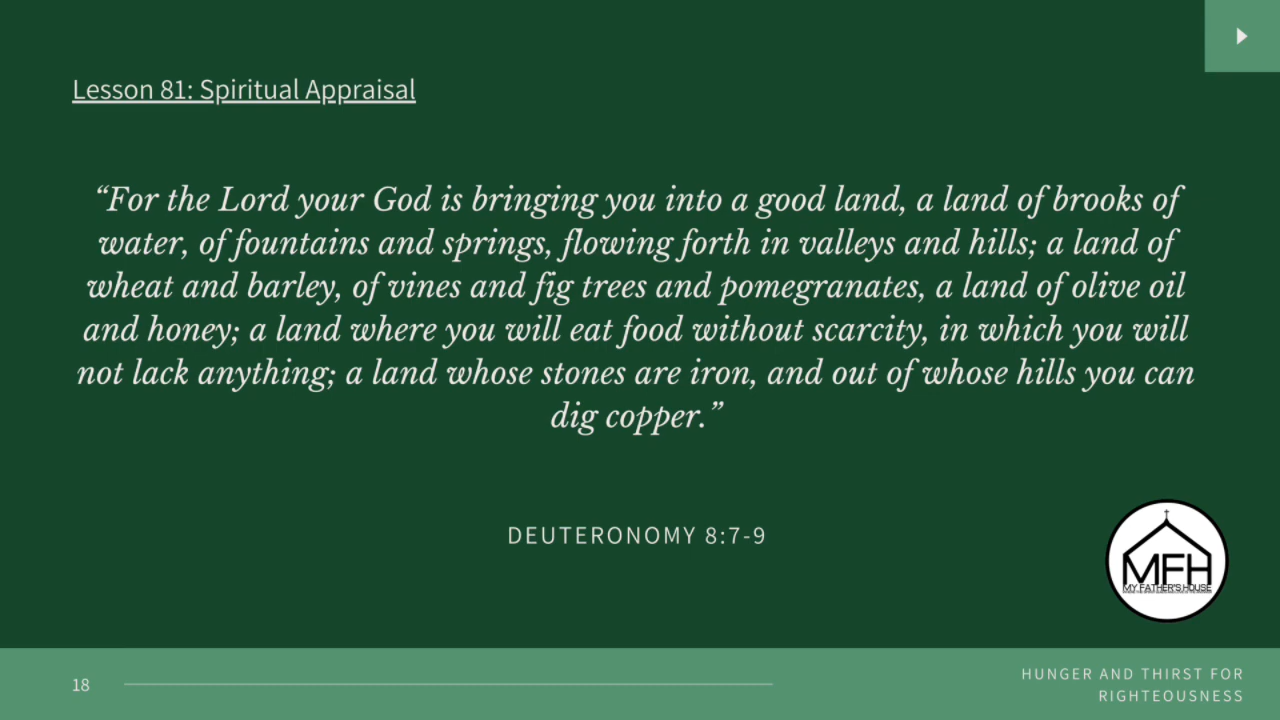 Lesson 81: Spiritual Appraisal
“For the Lord your God is bringing you into a good land, a land of brooks of
water, of fountains and springs, flowing forth in valleys and hills; a land of
wheat and barley, of vines and fig trees and pomegranates, a land of olive oil
and honey; a land where you will eat food without scarcity, in which you will
not lack anything; a land whose stones are iron, and out of whose hills you can
dig copper.”
DEUTERONOMY 8:7-9
MFH
MY FATHER'S HOUSE
18
HUNGER AND THIRST FOR
RIGHTEOUSNESS